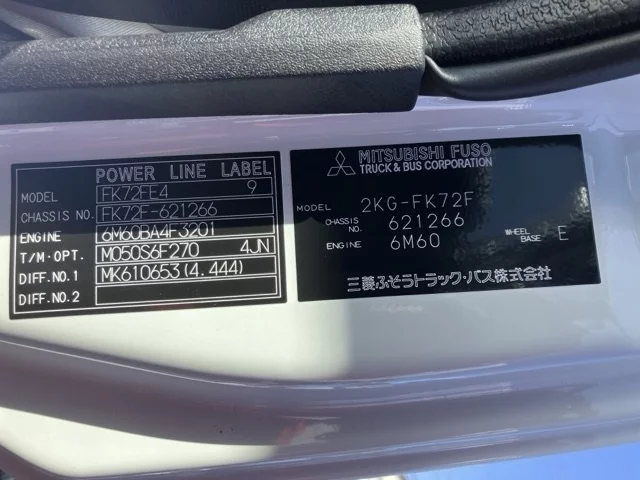 POWER LINE LABEL
MODEL FK72FE4 9
CHASSIS NO. FK72F-621266
ENGINE 6M60BA4F3201
T/M·OPT. M050S6F270 4JN
DIFF.NO.1 MK610653(4.444)
DIFF.NO.2
MITSUBISHI FUSO
TRUCK & BUS CORPORATION
MODEL 2KG-FK72F
CHASSIS NO. 621266
ENGINE 6M60
WHEEL BASE E
三菱ふそうトラック・バス株式会社